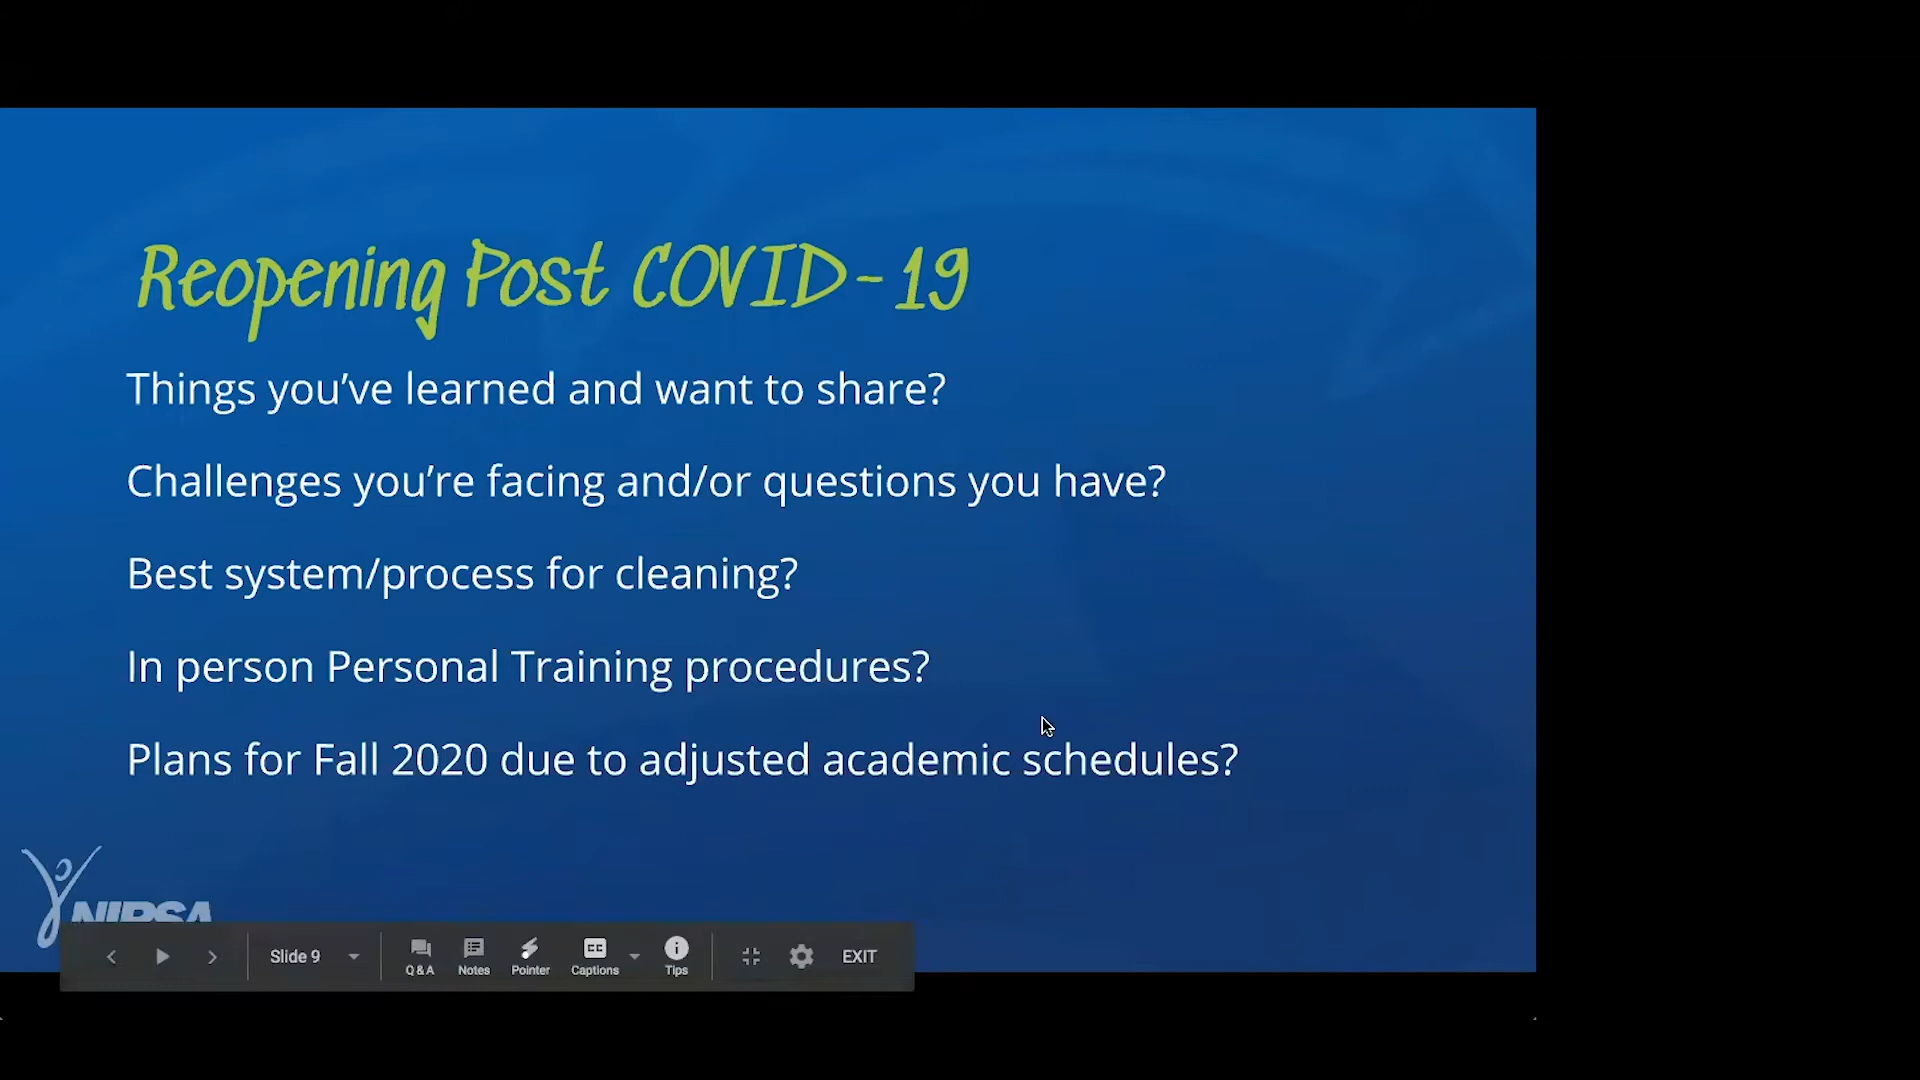 Reopening Post COVID-19
Things you’ve learned and want to share?
Challenges you’re facing and/or questions you have?
Best system/process for cleaning?
In person Personal Training procedures?
Plans for Fall 2020 due to adjusted academic schedules?
NIRSA
Slide 9
Q&A
Notes
Pointer
CC
Captions
Tips
EXIT